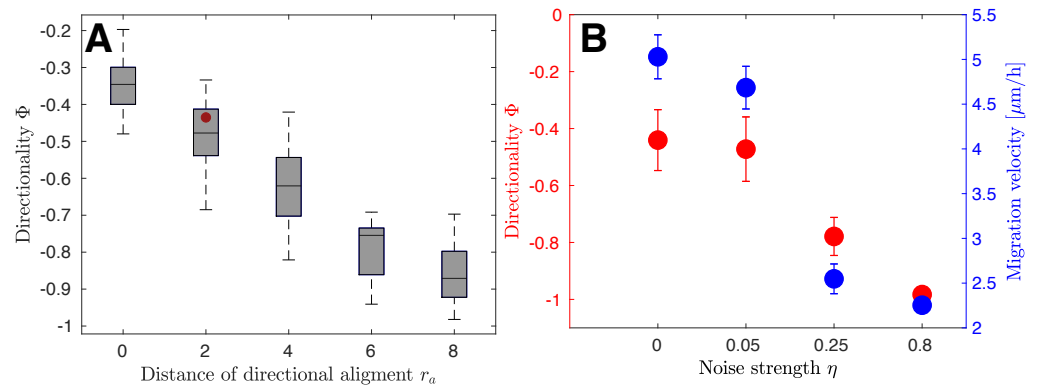 A
-0.2
-0.3
-0.4
-0.5
-0.6
-0.7
-0.8
-0.9
-1
Directionality Φ
0 2 4 6 8
Distance of directional aligment rₐ
B
0
-0.2
-0.4
-0.6
-0.8
-1
Directionality Φ
5.5
5
4.5
4
3.5
3
2.5
2
Migration velocity [μm/h]
0 0.05 0.25 0.8
Noise strength η